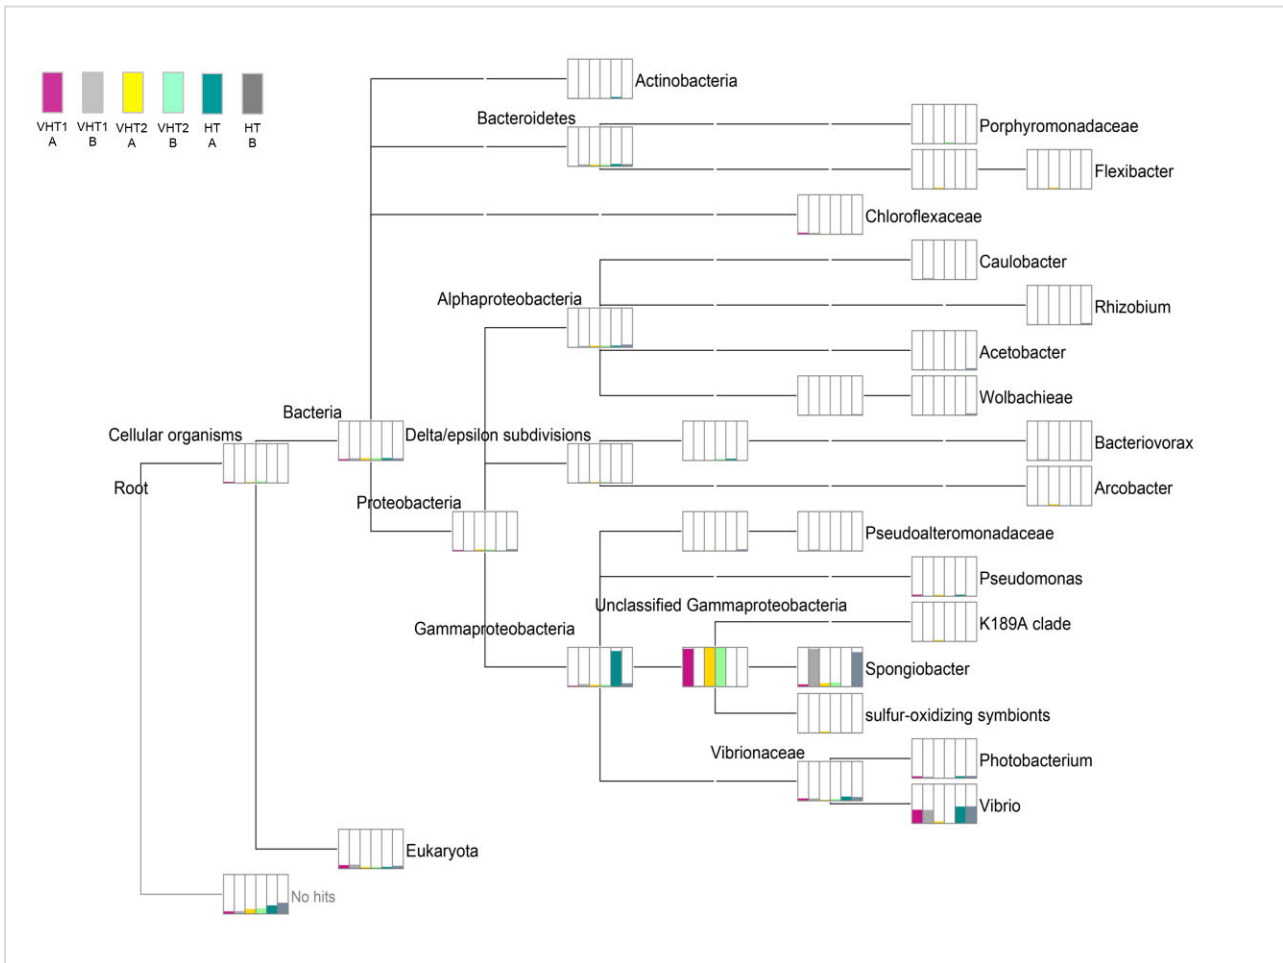 VHT1 VHT1 VHT2 VHT2 HT HT
A B A B A B
Actinobacteria
Bacteroidetes
Porphyromonadaceae
Flexibacter
Chloroflexaceae
Caulobacter
Alphaproteobacteria
Rhizobium
Acetobacter
Wolbachieae
Bacteria
Cellular organisms
Delta/epsilon subdivisions
Bacteriovorax
Root
Arcobacter
Proteobacteria
Pseudoalteromonadaceae
Pseudomonas
Unclassified Gammaproteobacteria
K189A clade
Gammaproteobacteria
Spongiobacter
sulfur-oxidizing symbionts
Vibrionaceae
Photobacterium
Vibrio
Eukaryota
No hits